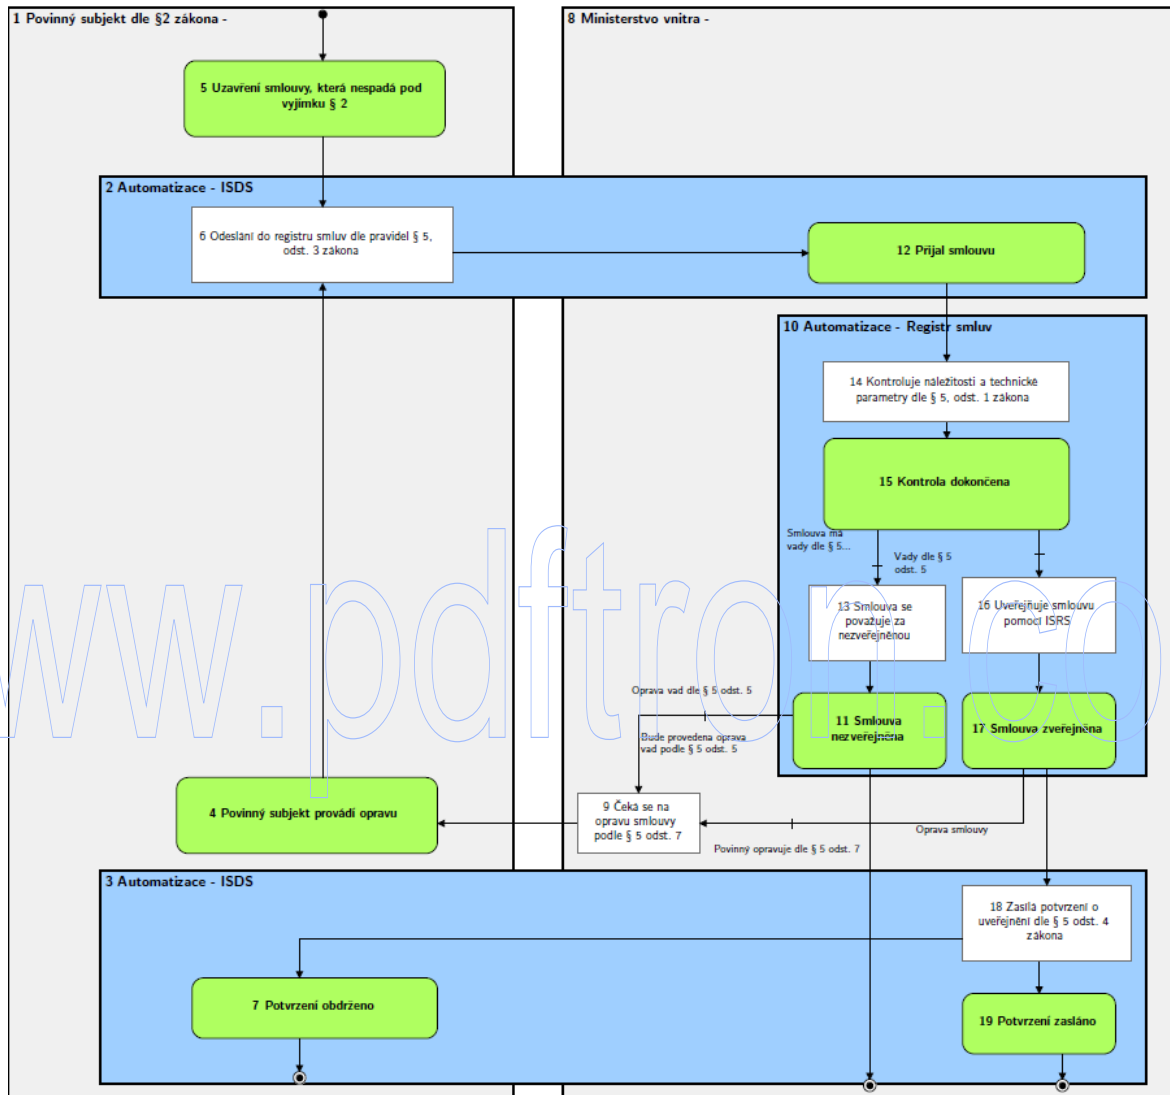 1 Povinný subjekt dle §2 zákona -
8 Ministerstvo vnitra -
5 Uzavření smlouvy, která nespadá pod
vyjímku § 2
2 Automatizace - ISDS
6 Odeslání do registru smluv dle pravidel § 5,
odst. 3 zákona
12 Přijal smlouvu
10 Automatizace - Registr smluv
14 Kontroluje náležitosti a technické
parametry dle § 5, odst. 1 zákona
15 Kontrola dokončena
Smlouva má
vady dle § 5...
Vady dle § 5
odst. 5
13 Smlouva se
považuje za
nezveřejněnou
16 Uveřejňuje smlouvu
pomocí ISRS
www.pdftron.co
Oprava vad dle § 5 odst. 5
11 Smlouva
nezveřejněna
17 Smlouva zveřejněna
Bude provedena oprava
vad podle § 5 odst. 5
4 Povinný subjekt provádí opravu
9 Čeká se na
opravu smlouvy
podle § 5 odst. 7
Oprava smlouvy
Povinný opravuje dle § 5 odst. 7
3 Automatizace - ISDS
18 Zasílá potvrzení o
uveřejnění dle § 5 odst. 4
zákona
7 Potvrzení obdrženo
19 Potvrzení zasláno